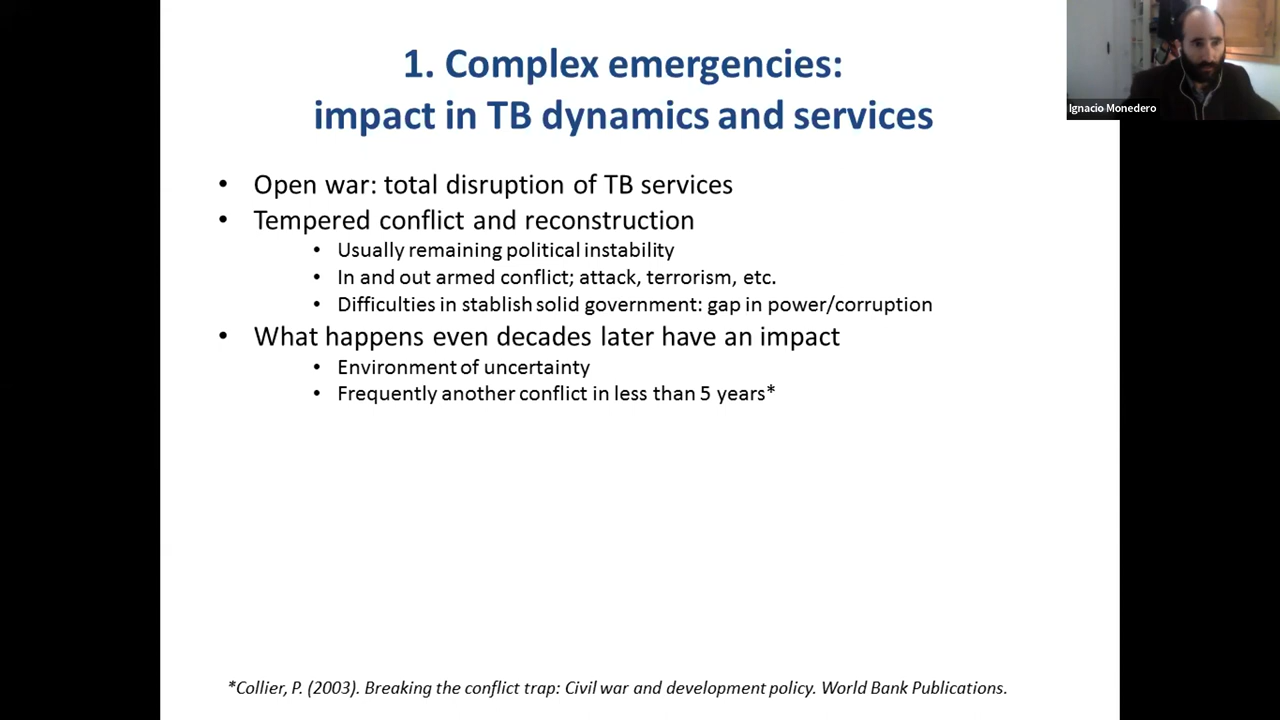 1. Complex emergencies:
impact in TB dynamics and services
Ignacio Monedero
• Open war: total disruption of TB services
• Tempered conflict and reconstruction
• Usually remaining political instability
• In and out armed conflict; attack, terrorism, etc.
• Difficulties in stablish solid government: gap in power/corruption
• What happens even decades later have an impact
• Environment of uncertainty
• Frequently another conflict in less than 5 years*
*Collier, P. (2003). Breaking the conflict trap: Civil war and development policy. World Bank Publications.